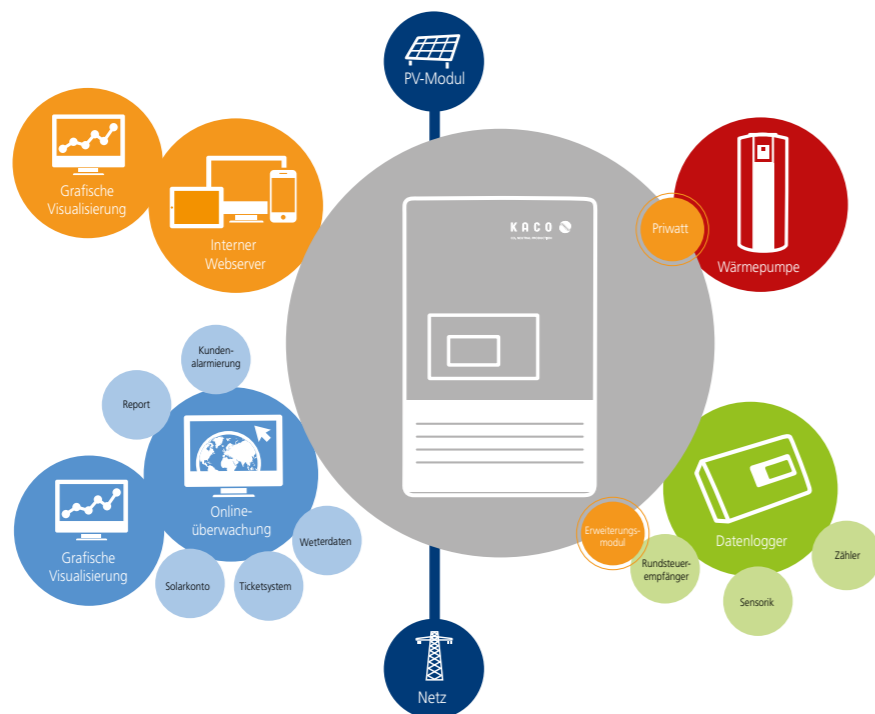 PV-Modul
Grafische
Visualisierung
Interner
Webserver
KACO
Priwatt
Wärmepumpe
Kunden-
alarmierung
Report
Online-
überwachung
Grafische
Visualisierung
Wetterdaten
Solarkonto
Ticketsystem
Erweiterungs-
modul
Datenlogger
Rundsteuer-
empfänger
Sensorik
Zähler
Netz